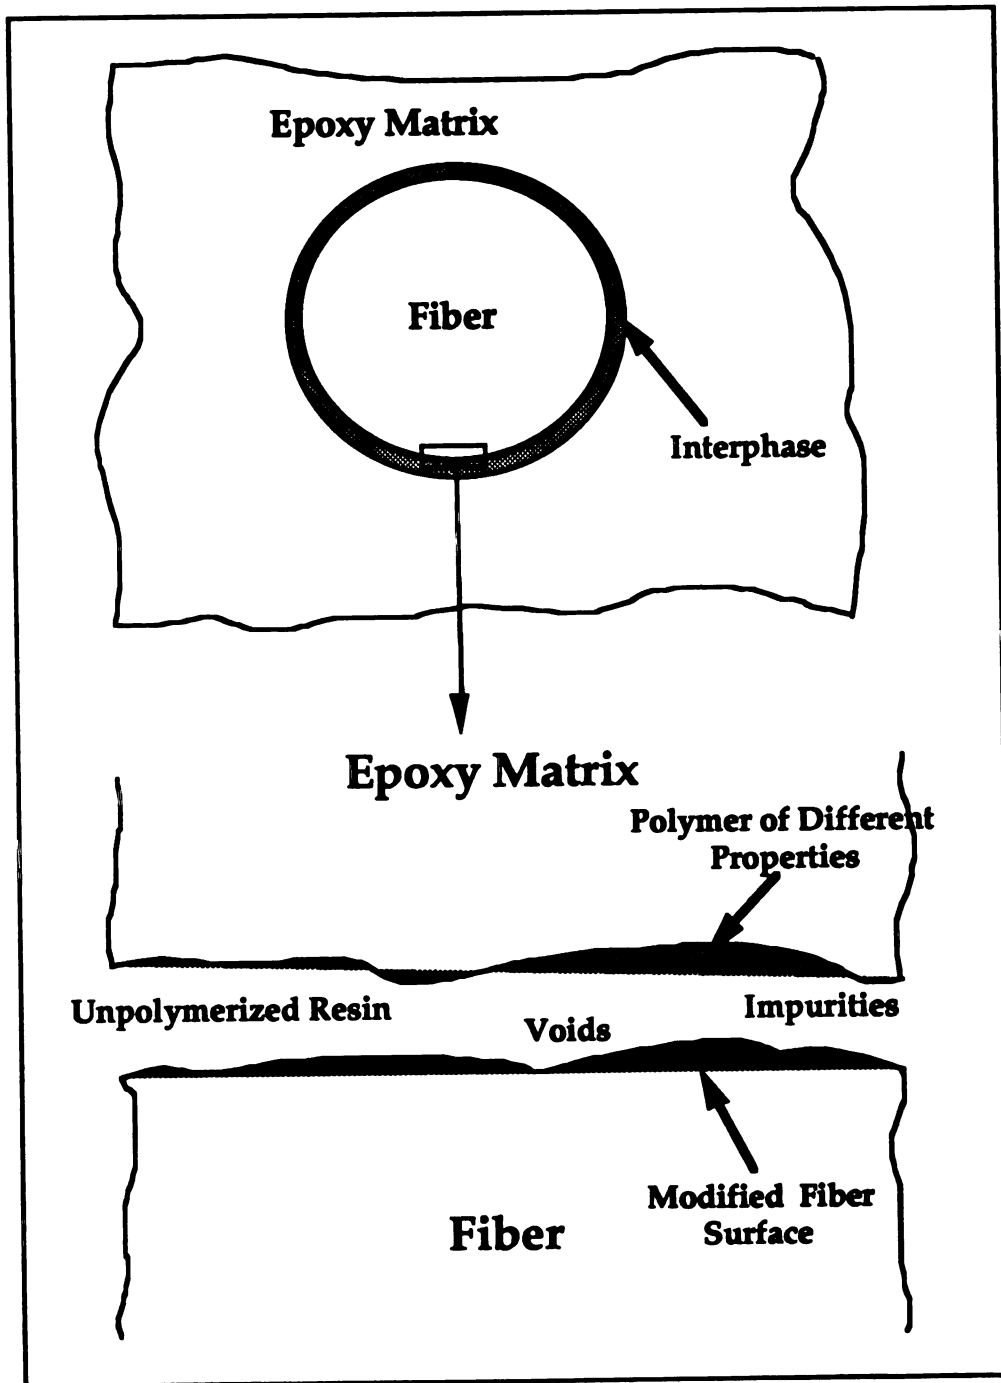 Epoxy Matrix
Fiber
Interphase
Epoxy Matrix
Polymer of Different
Properties
Unpolymerized Resin
Voids
Impurities
Modified Fiber
Surface
Fiber